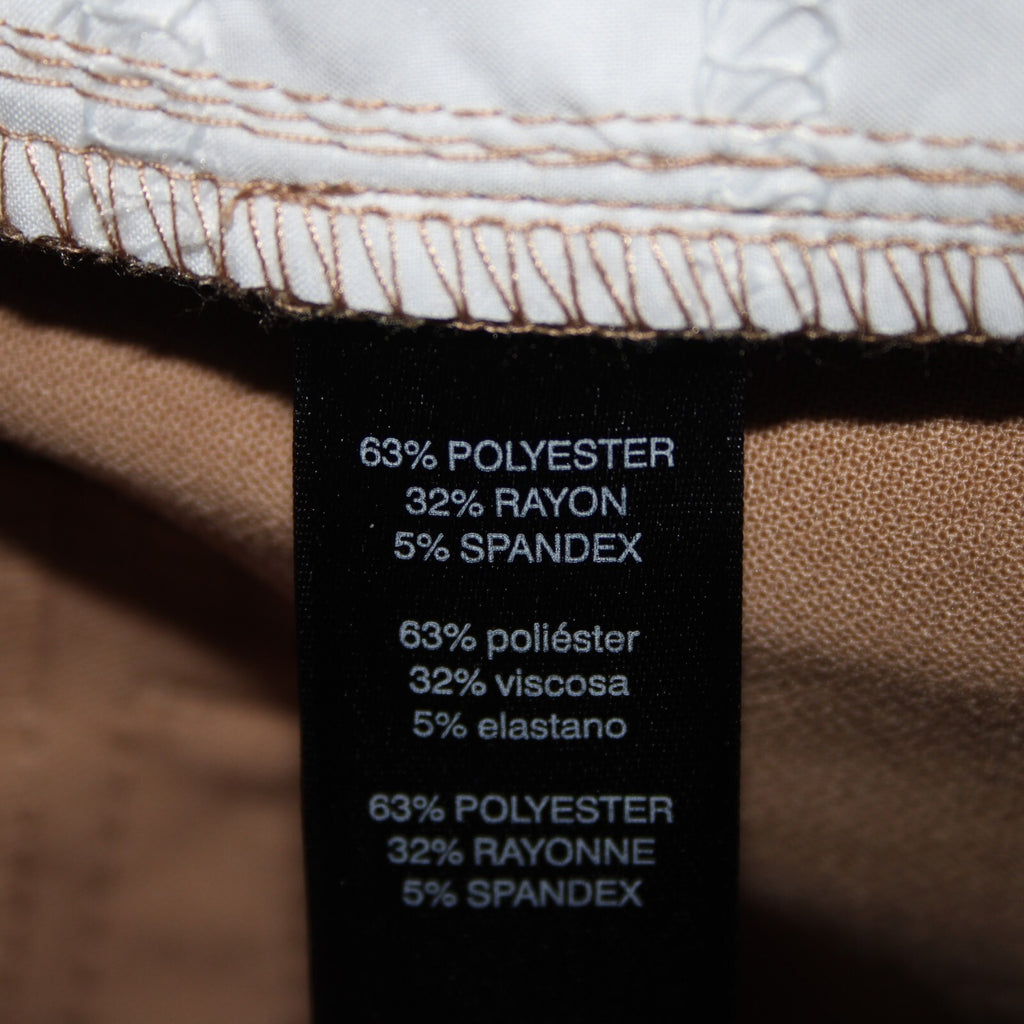 63% POLYESTER
32% RAYON
5% SPANDEX
63% poliéster
32% viscosa
5% elastano
63% POLYESTER
32% RAYONNE
5% SPANDEX